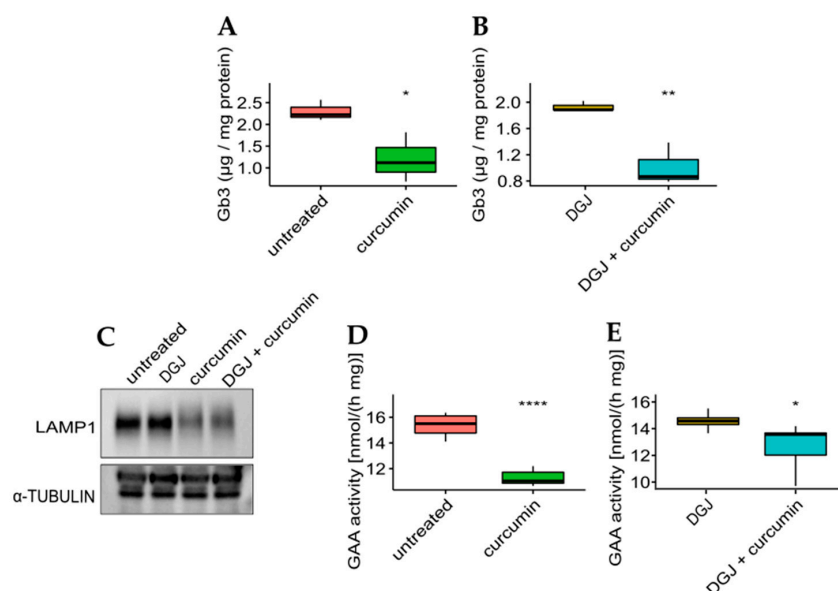 A
Gb3 (µg / mg protein)
2.5
2.0
1.5
1.0
*
untreated
curcumin
B
Gb3 (µg / mg protein)
2.0
1.6
1.2
0.8
**
DGJ
DGJ + curcumin
C
untreated
DGJ
curcumin
DGJ + curcumin
LAMP1
α-TUBULIN
D
GAA activity [nmol/(h mg)]
16
14
12
****
untreated
curcumin
E
GAA activity [nmol/(h mg)]
16
14
12
10
*
DGJ
DGJ + curcumin